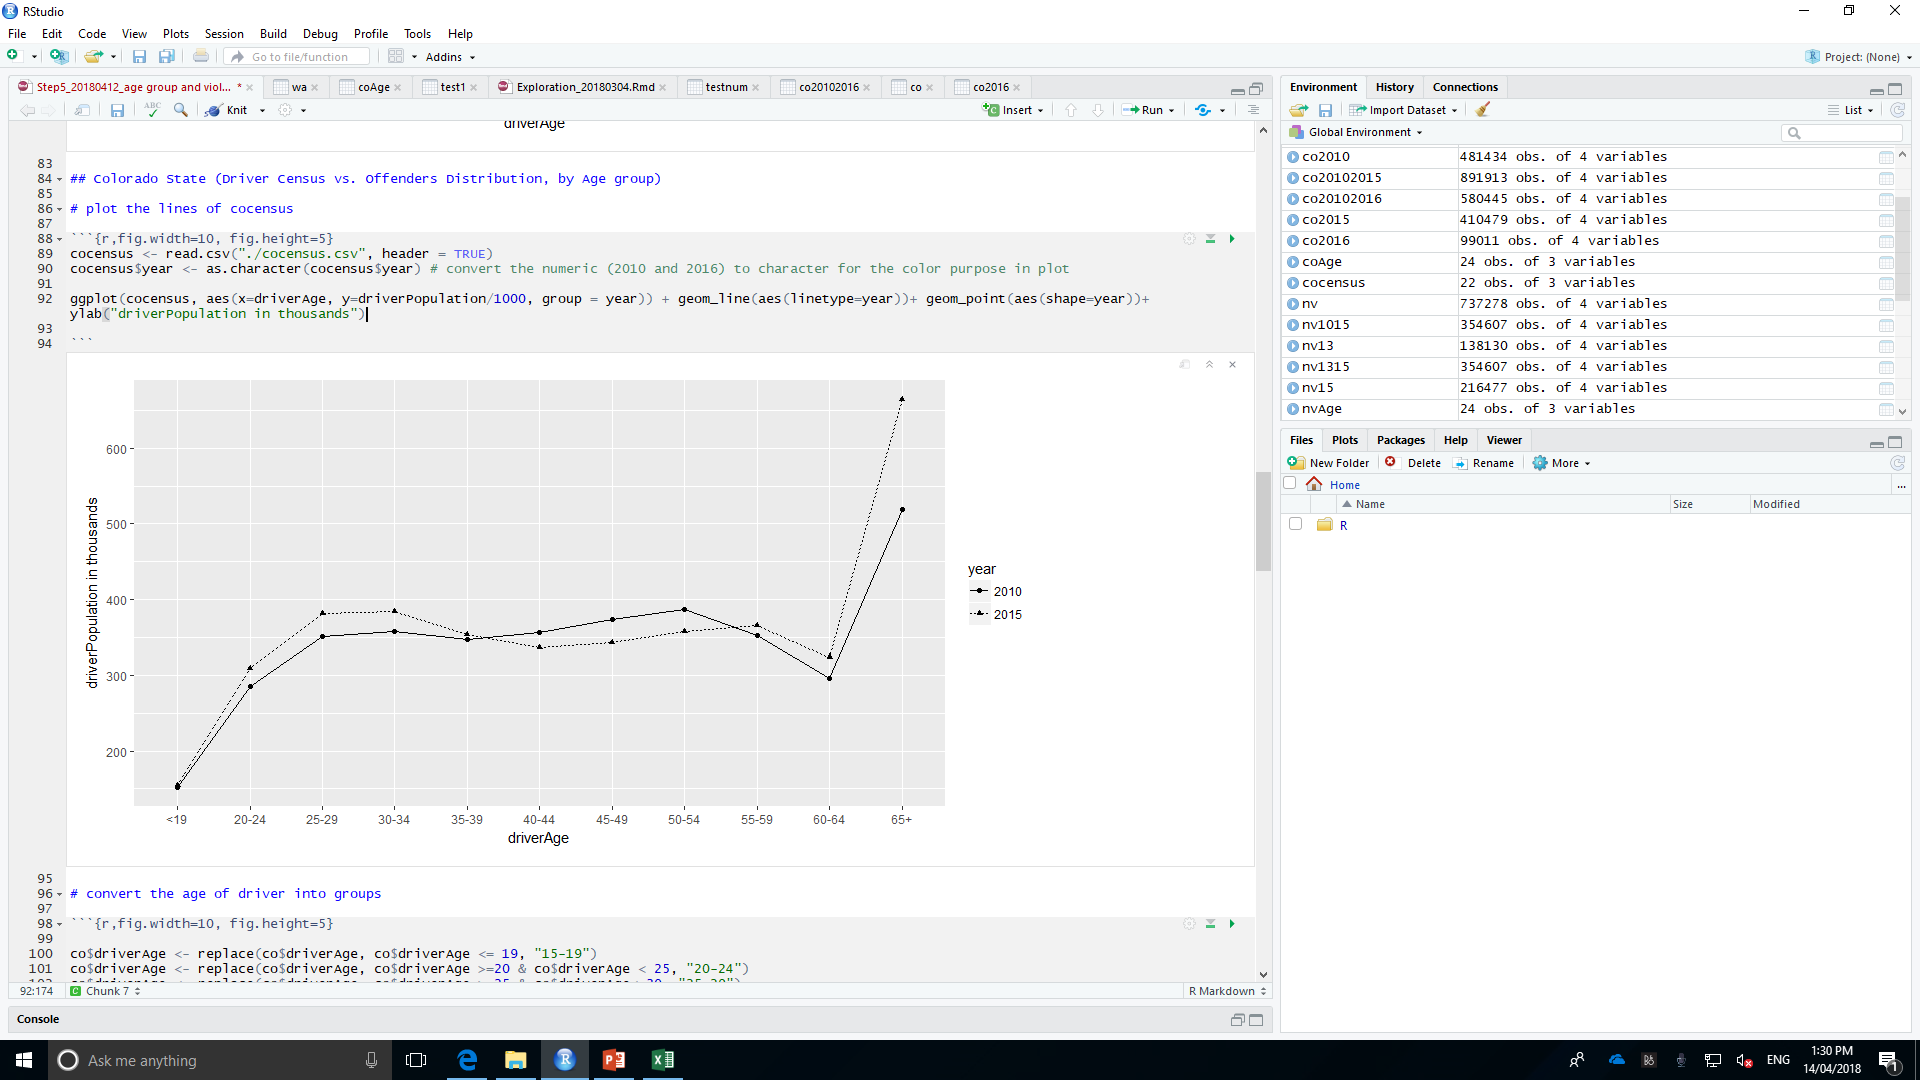 RStudio
File Edit Code View Plots Session Build Debug Profile Tools Help
Go to file/function Addins Project: (None)
Step5_20180412_age group and viol... * wa coAge test1 Exploration_20180304.Rmd testnum co20102016 co co2016
ABC Knit Insert Run
driverAge
83
84 ## Colorado State (Driver Census vs. Offenders Distribution, by Age group)
85
86 # plot the lines of cocensus
87
88 ```{r,fig.width=10, fig.height=5}
89 cocensus <- read.csv("./cocensus.csv", header = TRUE)
90 cocensus$year <- as.character(cocensus$year) # convert the numeric (2010 and 2016) to character for the color purpose in plot
91
92 ggplot(cocensus, aes(x=driverAge, y=driverPopulation/1000, group = year)) + geom_line(aes(linetype=year))+ geom_point(aes(shape=year))+
ylab("driverPopulation in thousands")
93
94 ```
driverPopulation in thousands
600
500
400
300
200
<19 20-24 25-29 30-34 35-39 40-44 45-49 50-54 55-59 60-64 65+
driverAge
year
2010
2015
95
96 # convert the age of driver into groups
97
98 ```{r,fig.width=10, fig.height=5}
99
100 co$driverAge <- replace(co$driverAge, co$driverAge <= 19, "15-19")
101 co$driverAge <- replace(co$driverAge, co$driverAge >=20 & co$driverAge < 25, "20-24")
92:174 Chunk 7 R Markdown
Console
Environment History Connections
Import Dataset List
Global Environment
co2010 481434 obs. of 4 variables
co20102015 891913 obs. of 4 variables
co20102016 580445 obs. of 4 variables
co2015 410479 obs. of 4 variables
co2016 99011 obs. of 4 variables
coAge 24 obs. of 3 variables
cocensus 22 obs. of 3 variables
nv 737278 obs. of 4 variables
nv1015 354607 obs. of 4 variables
nv13 138130 obs. of 4 variables
nv1315 354607 obs. of 4 variables
nv15 216477 obs. of 4 variables
nvAge 24 obs. of 3 variables
Files Plots Packages Help Viewer
New Folder Delete Rename More
Home ...
Name Size Modified
R
Ask me anything
ENG 1:30 PM
14/04/2018
1